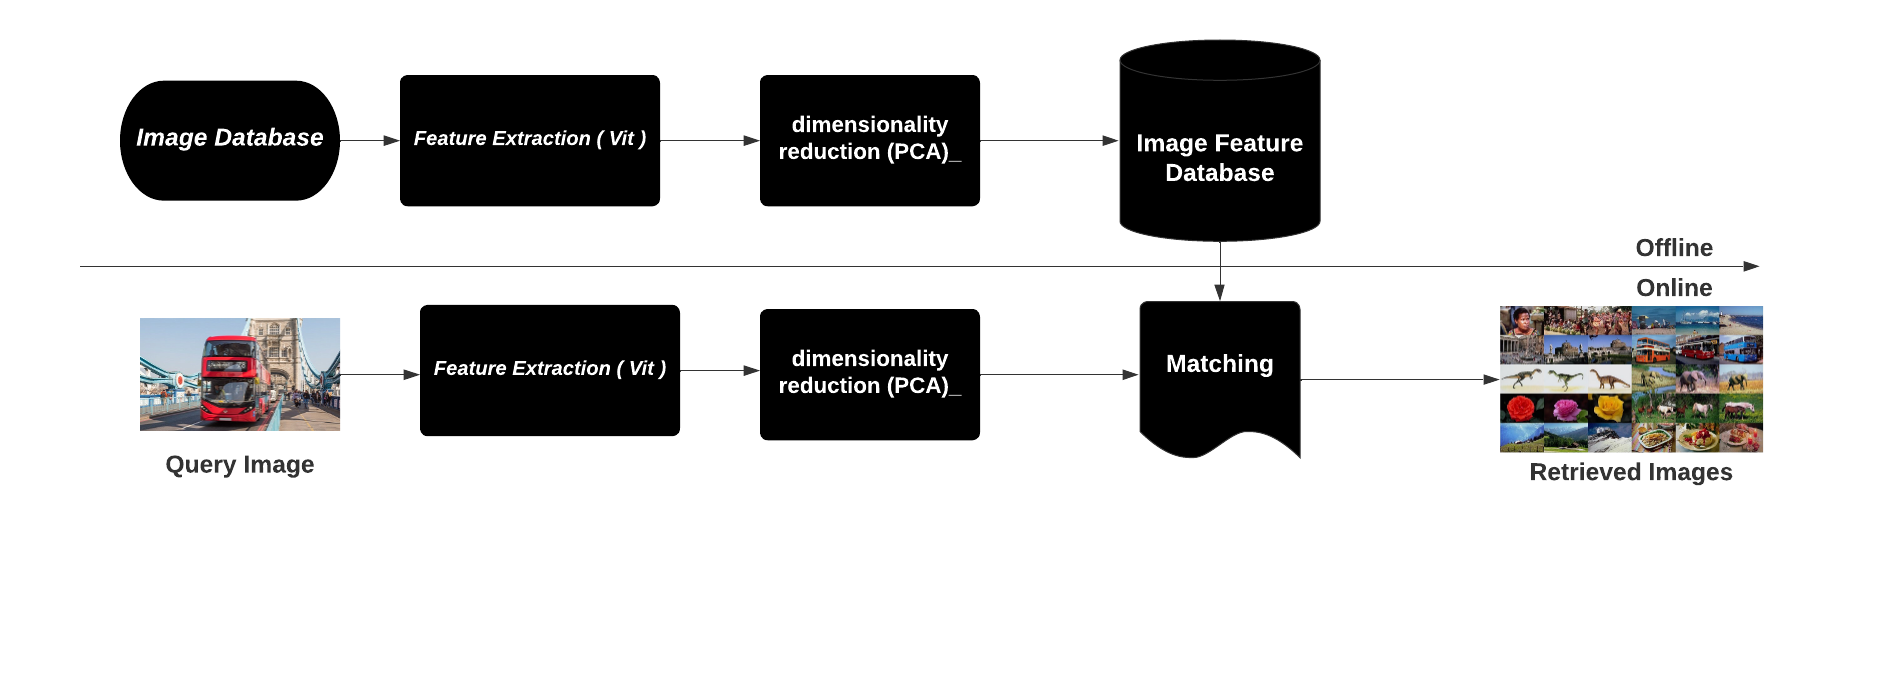 Image Database
Feature Extraction ( Vit )
dimensionality
reduction (PCA)_
Image Feature
Database
Offline
Online
Feature Extraction ( Vit )
dimensionality
reduction (PCA)_
Matching
Query Image
Retrieved Images